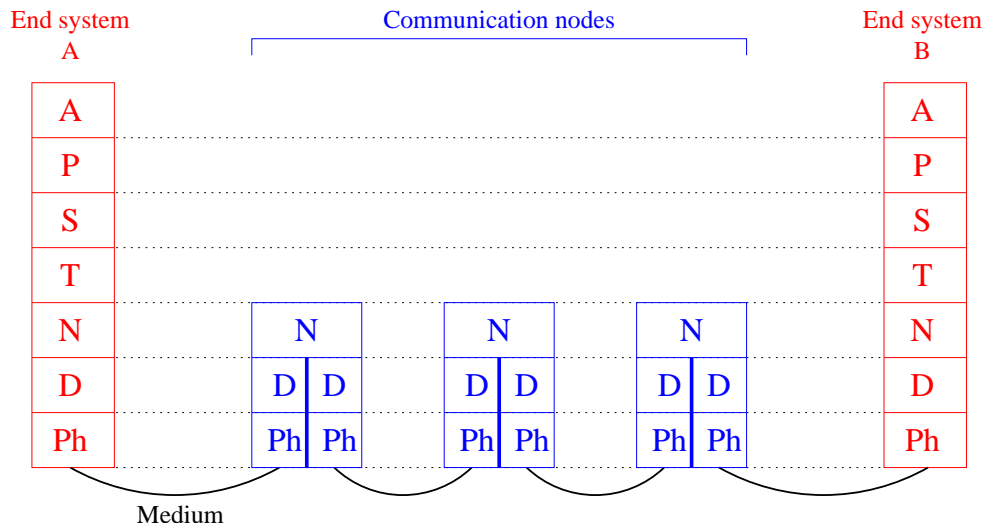 End system
A
Communication nodes
End system
B
A
A
P
P
S
S
T
T
N
N
N
N
N
D
D D
D D
D D
D
Ph
Ph Ph
Ph Ph
Ph Ph
Ph
Medium